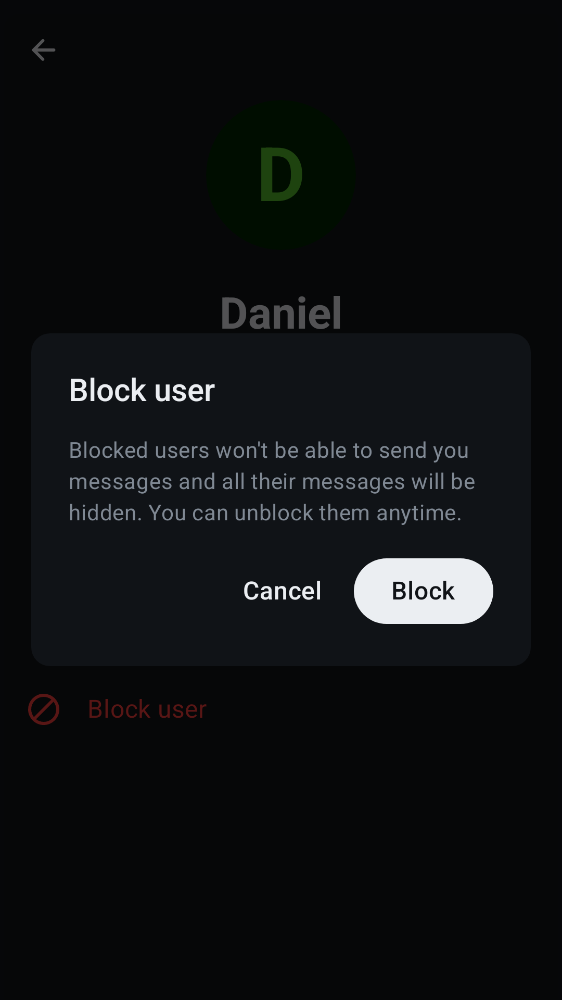 D
Daniel
Block user
Blocked users won't be able to send you
messages and all their messages will be
hidden. You can unblock them anytime.
Cancel Block
Block user